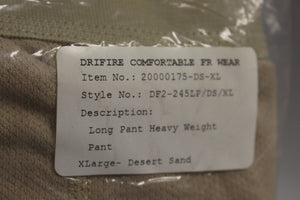 DRIFIRE COMFORTABLE FR WEAR
Item No.: 20000175-DS-XL
Style No.: DF2-245LP/DS/XL
Description:
Long Pant Heavy Weight
Pant
XLarge- Desert Sand